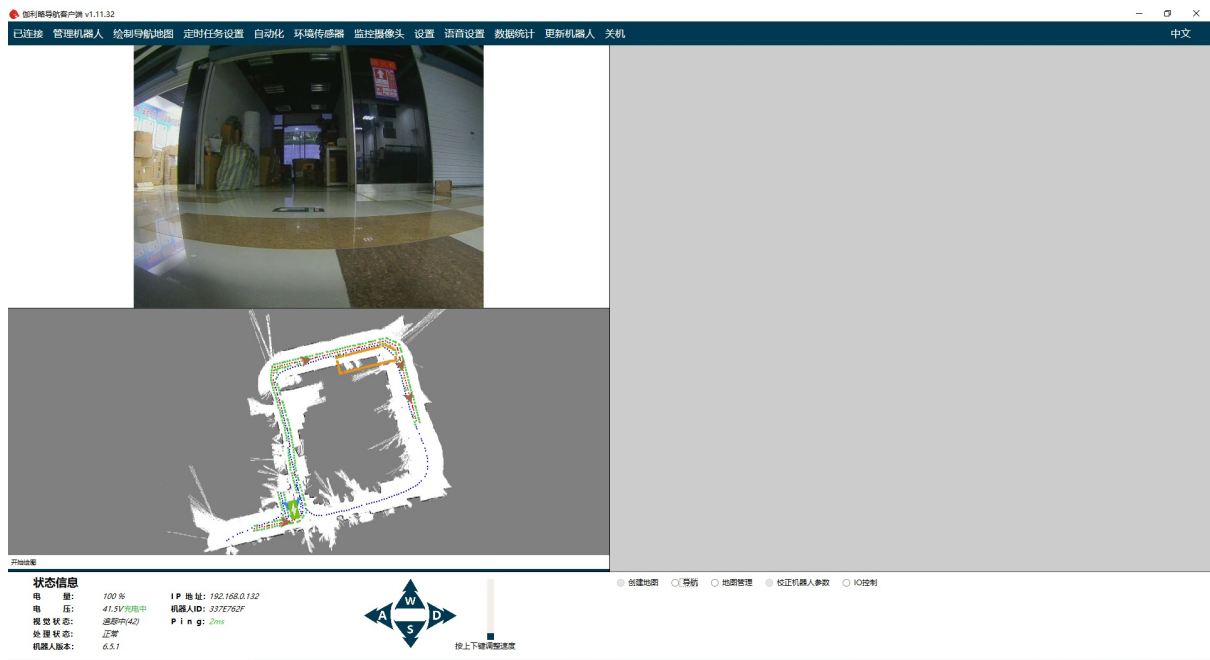 伽利略导航客户端 v1.11.32
已连接 管理机器人 绘制导航地图 定时任务设置 自动化 环境传感器 监控摄像头 设置 语音设置 数据统计 更新机器人 关机 中文
开始绘图
状态信息
电 量: 100 % I P 地 址: 192.168.0.132
电 压: 41.5V充电中 机器人ID: 337E762F
视 觉 状 态: 追踪中(42) P i n g: 2ms
处 理 状 态: 正常
机器人版本: 6.5.1
W
A D
S
按上下键调整速度
创建地图 导航 地图管理 校正机器人参数 IO控制